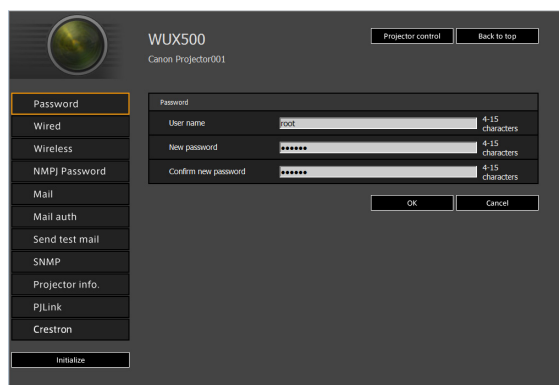 WUX500
Canon Projector001
Projector control
Back to top
Password
Wired
Wireless
NMPJ Password
Mail
Mail auth
Send test mail
SNMP
Projector info.
PJLink
Crestron
Initialize
Password
User name root 4-15
characters
New password •••••• 4-15
characters
Confirm new password •••••• 4-15
characters
OK
Cancel